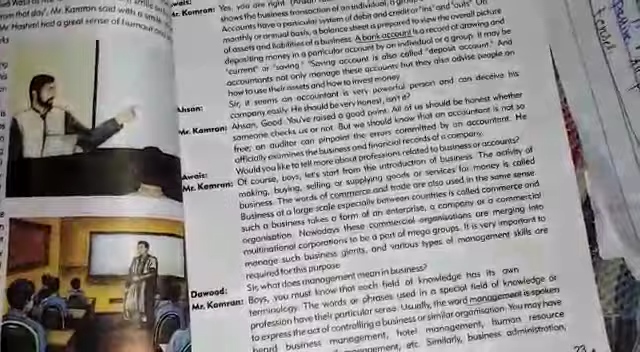 from that day', Mr. Kamran said with a smile
Mr. Hashmi had a great sense of humour
Mr. Kamran: Yes, you are right.
shows the business transaction of an individual, a
Accounts have a particular system of debit and credit or "ins" and "outs". On
monthly or annual basis, a balance sheet is prepared to view the overall picture
of assets and liabilities of a business. A bank account is a record of drawing and
depositing money in a particular account by an individual or a group. It may be
"current" or "saving". "Saving account is also called "deposit account." And
accountants not only manage these accounts but they also advise people on
how to use their assets and how to invest money.
Ahsan: Sir, it seems an accountant is very powerful person and can deceive his
company easily. He should be very honest, isn't e?
Mr. Kamran: Ahsan, Good. You've raised a good point. All of us should be honest whether
someone checks us or not. But we should know that an accountant is not so
free; an auditor can pinpoint the errors committed by an accountant. He
officially examines the business and financial records of a company.
Awais: Would you like to tell more about professions related to business or accounts?
Mr. Kamran: Of course, boys, let's start from the introduction of business. The activity of
making, buying, selling or supplying goods or services for money is called
business. The words of commerce and trade are also used in the same sense.
Business at a large scale especially between countries is called commerce and
such a business takes a form of an enterprise, a company or a commercial
organisation. Nowadays these commercial organisations are merging into
multinational corporations to be a part of mega groups. It is very important to
manage such business giants, and various types of management skills are
required for this purpose.
Dawood: Sir, what does management mean in business?
Mr. Kamran: Boys, you must know that each field of knowledge has its own
terminology. The words or phrases used in a special field of knowledge or
profession have their particular sense. Usually, the word management is spoken
to express the act of controlling a business or similar organisation. You may have
heard business management, hotel management, human resource
management, etc. Similarly, business administration,
23